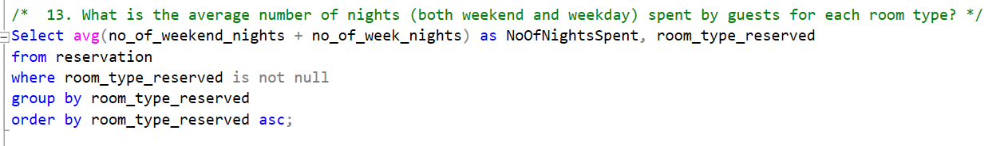 /*  13. What is the average number of nights (both weekend and weekday) spent by guests for each room type? */
Select avg(no_of_weekend_nights + no_of_week_nights) as NoOfNightsSpent, room_type_reserved
from reservation
where room_type_reserved is not null
group by room_type_reserved
order by room_type_reserved asc;